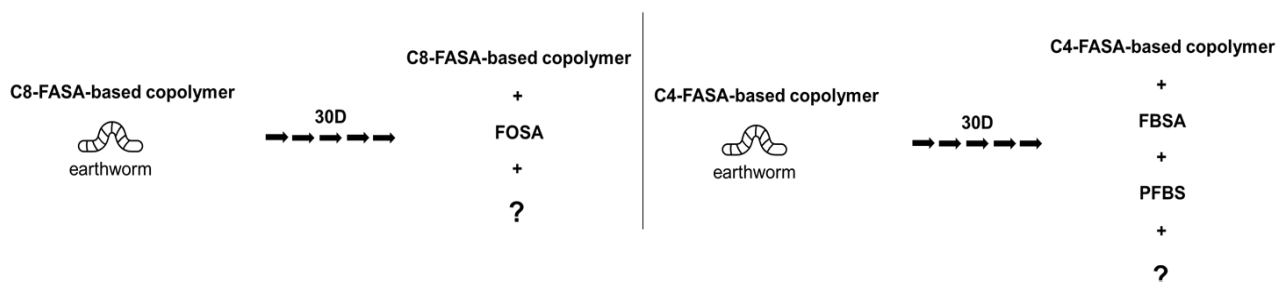 C8-FASA-based copolymer
earthworm
30D
C8-FASA-based copolymer
+
FOSA
+
?
C4-FASA-based copolymer
earthworm
30D
C4-FASA-based copolymer
+
FBSA
+
PFBS
+
?